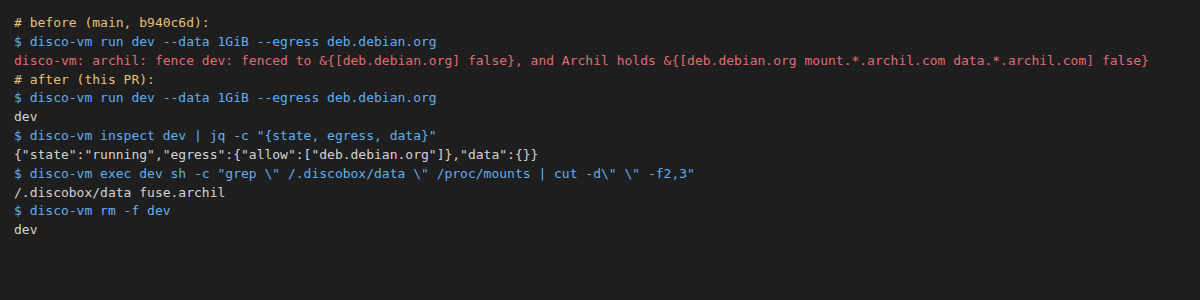 # before (main, b940c6d):
$ disco-vm run dev --data 1GiB --egress deb.debian.org
disco-vm: archil: fence dev: fenced to &{[deb.debian.org] false}, and Archil holds &{[deb.debian.org mount.*.archil.com data.*.archil.com] false}
# after (this PR):
$ disco-vm run dev --data 1GiB --egress deb.debian.org
dev
$ disco-vm inspect dev | jq -c "{state, egress, data}"
{"state":"running","egress":{"allow":["deb.debian.org"]},"data":{}}
$ disco-vm exec dev sh -c "grep \" /.discobox/data \" /proc/mounts | cut -d\" \" -f2,3"
/.discobox/data fuse.archil
$ disco-vm rm -f dev
dev